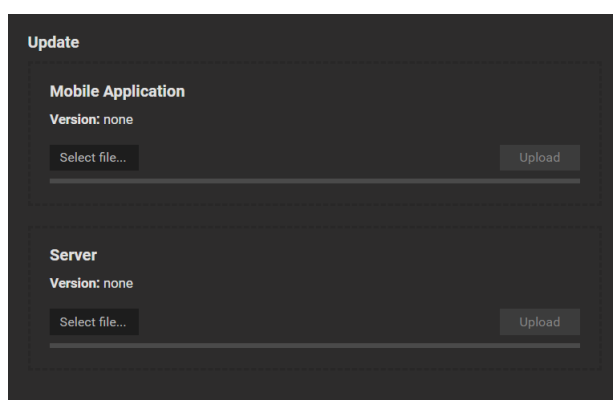 Update
Mobile Application
Version: none
Select file...
Upload
Server
Version: none
Select file...
Upload